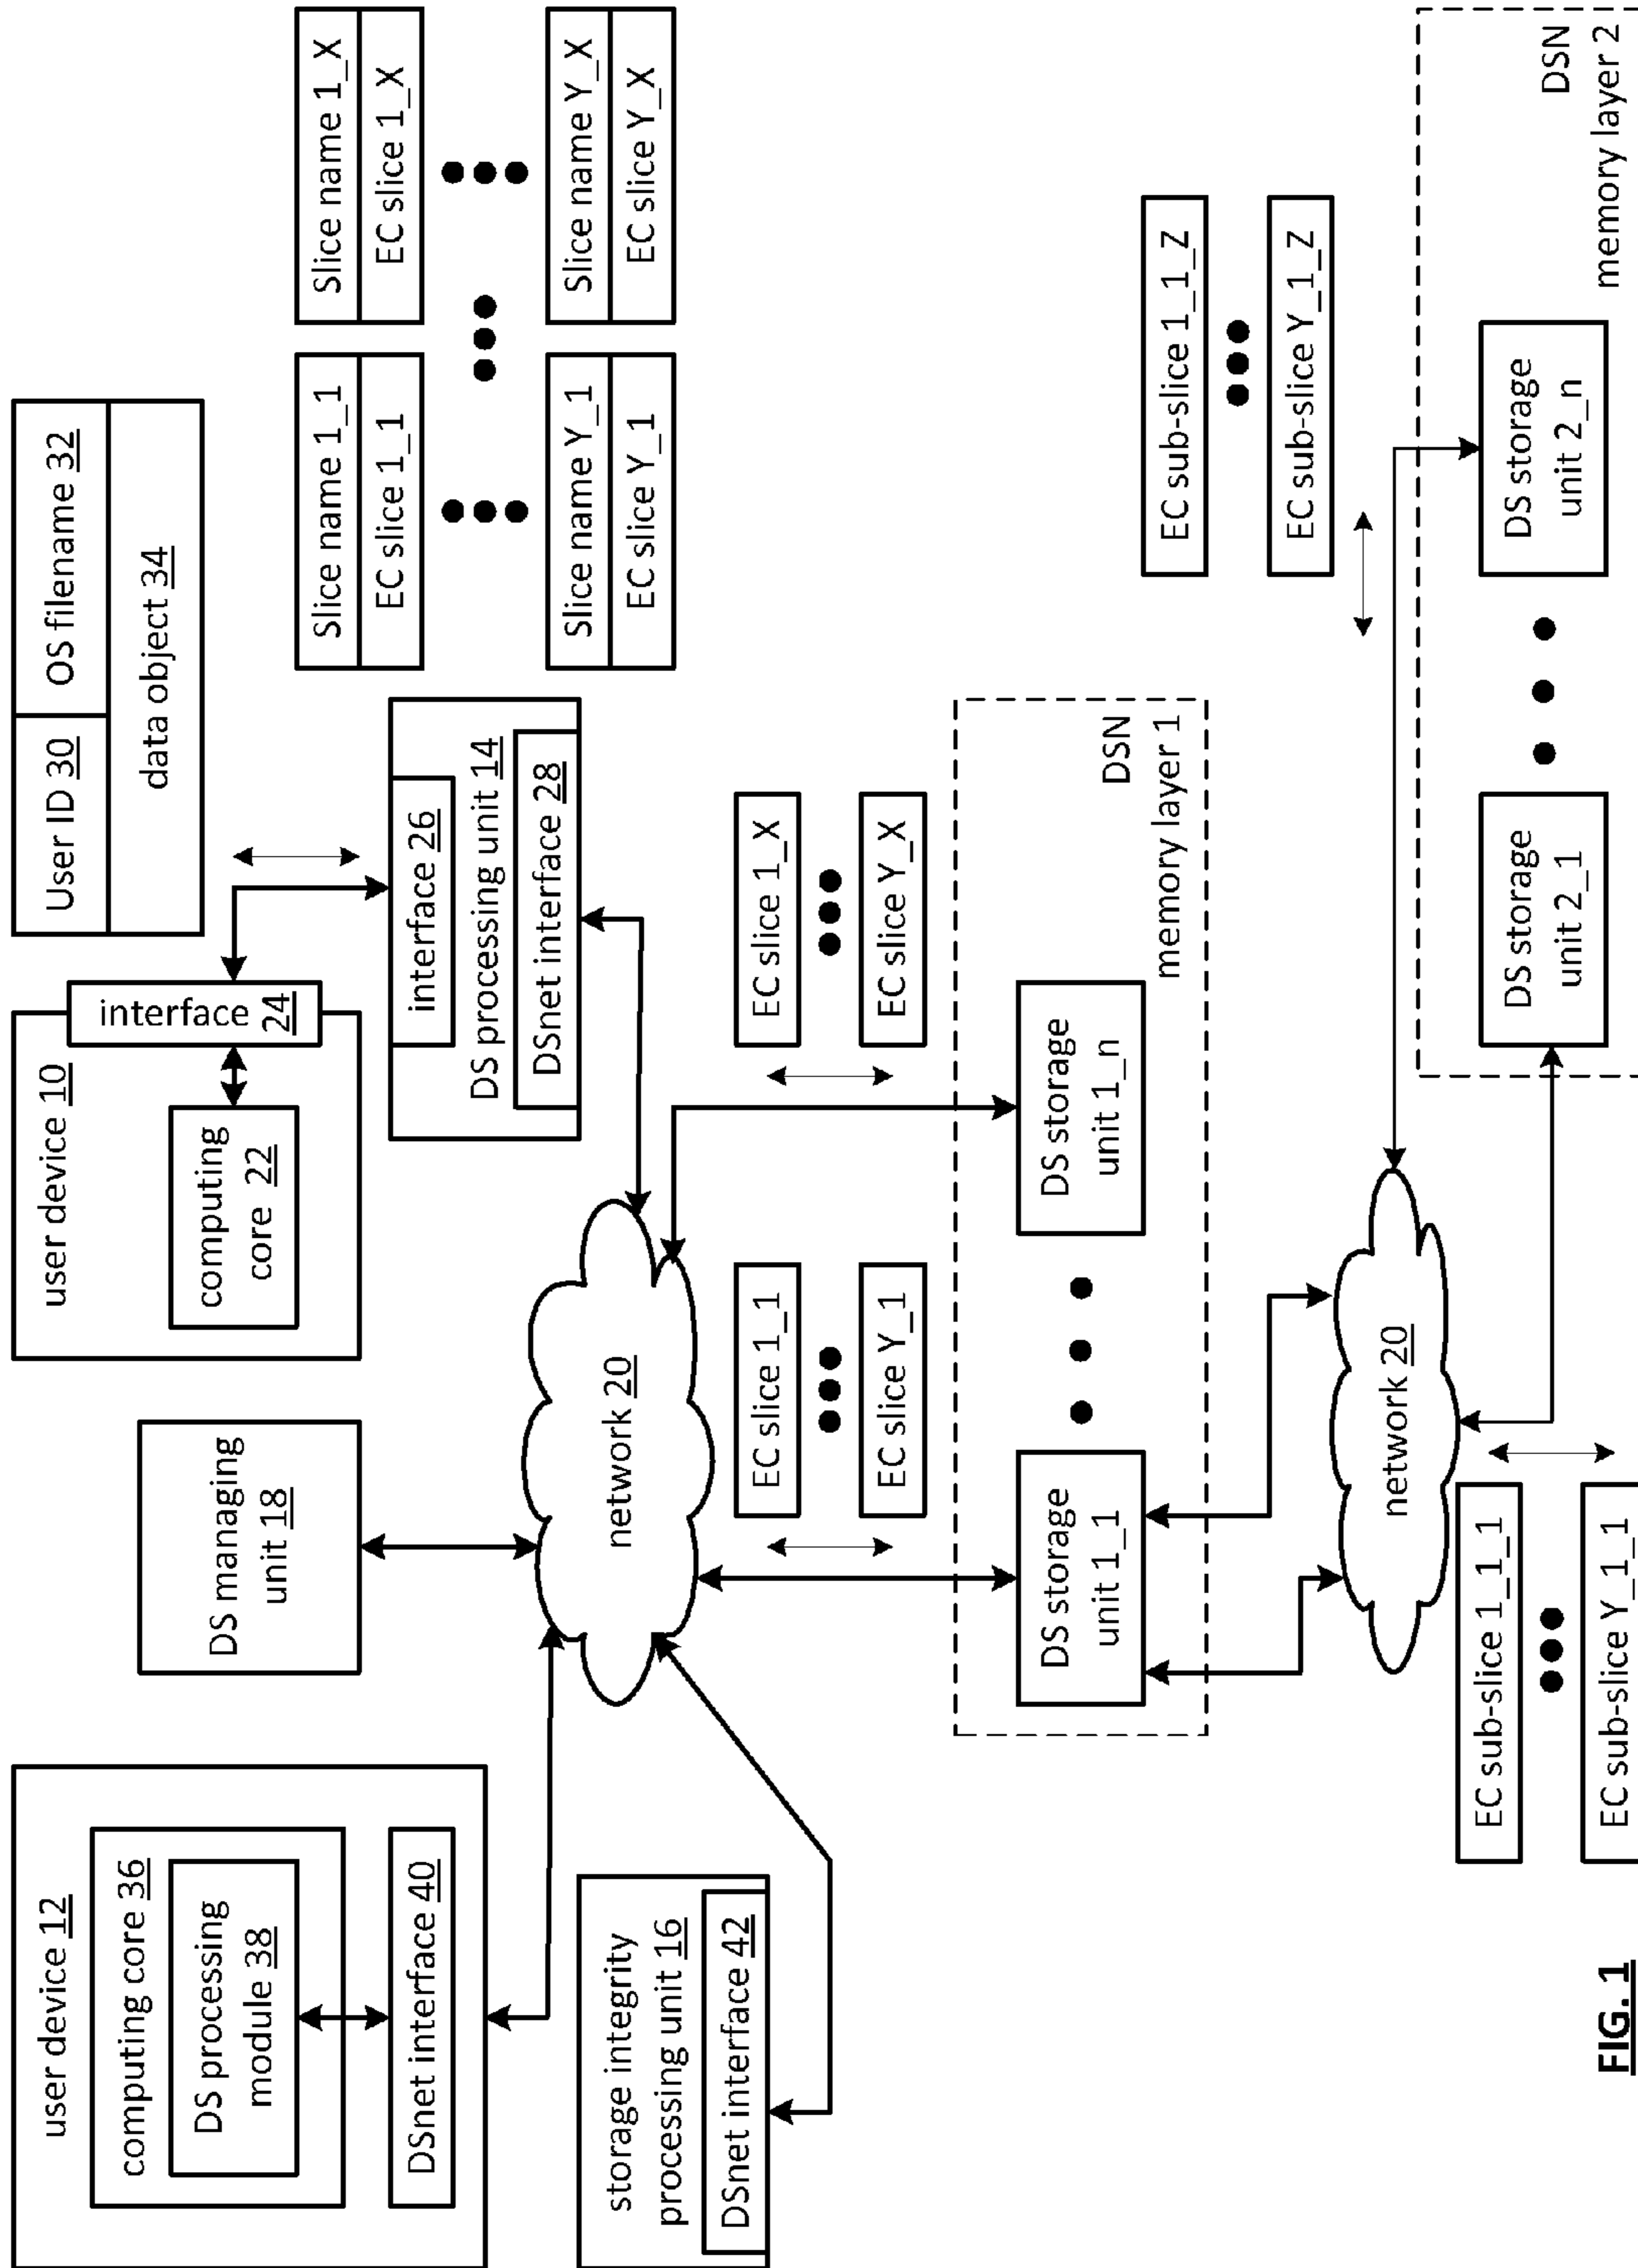 user device 12
computing core 36
DS processing
module 38
DSnet interface 40
DS managing
unit 18
user device 10
computing
core 22
interface 24
User ID 30
OS filename 32
data object 34
storage integrity
processing unit 16
DSnet interface 42
network 20
interface 26
DS processing unit 14
DSnet interface 28
Slice name 1_1
EC slice 1_1
Slice name 1_X
EC slice 1_X
Slice name Y_1
EC slice Y_1
Slice name Y_X
EC slice Y_X
EC slice 1_1
EC slice Y_1
EC slice 1_X
EC slice Y_X
DS storage
unit 1_1
DS storage
unit 1_n
DSN
memory layer 1
EC sub-slice 1_1_Z
EC sub-slice Y_1_Z
network 20
EC sub-slice 1_1_1
EC sub-slice Y_1_1
DS storage
unit 2_1
DS storage
unit 2_n
DSN
memory layer 2
FIG. 1